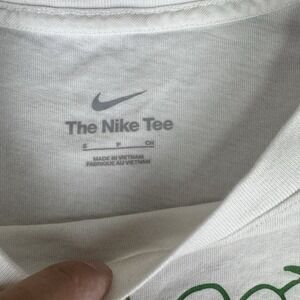 The Nike Tee
S P CH
MADE IN VIETNAM
FABRIQUÉ AU VIETNAM